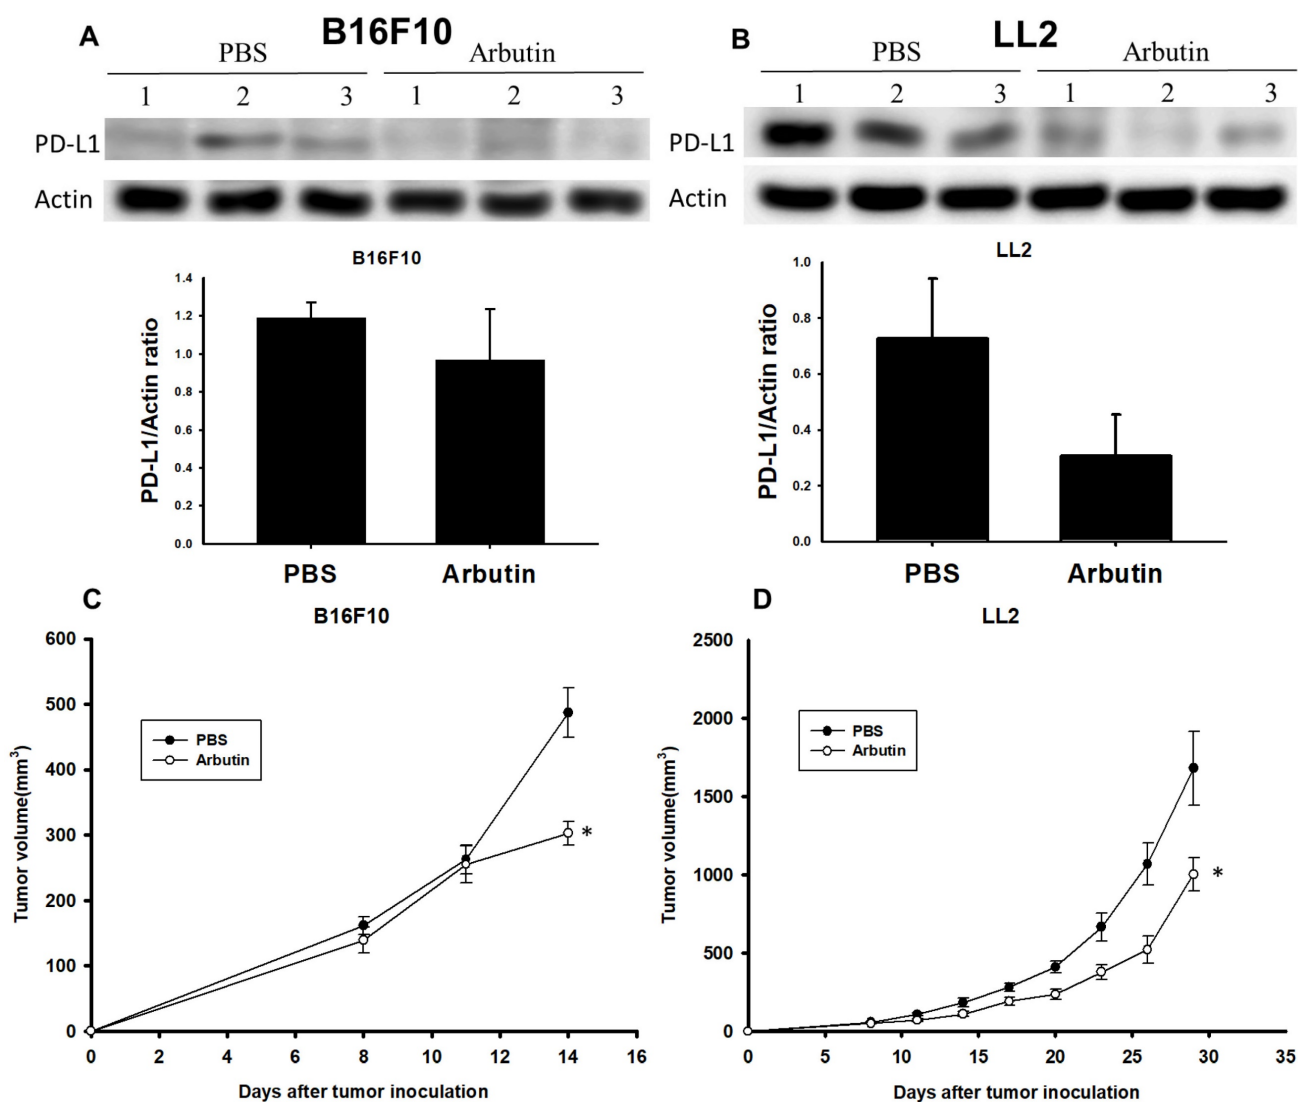 A
B16F10
PBS Arbutin
1 2 3 1 2 3
PD-L1
Actin
B16F10
PD-L1/Actin ratio
1.4
1.2
1.0
0.8
0.6
0.4
0.2
0.0
PBS Arbutin
B
LL2
PBS Arbutin
1 2 3 1 2 3
PD-L1
Actin
LL2
PD-L1/Actin ratio
1.0
0.8
0.6
0.4
0.2
0.0
PBS Arbutin
C
B16F10
Tumor volume(mm³)
600
500
400
300
200
100
0
PBS
Arbutin
*
0 2 4 6 8 10 12 14 16
Days after tumor inoculation
D
LL2
Tumor volume(mm³)
2500
2000
1500
1000
500
0
PBS
Arbutin
*
0 5 10 15 20 25 30 35
Days after tumor inoculation